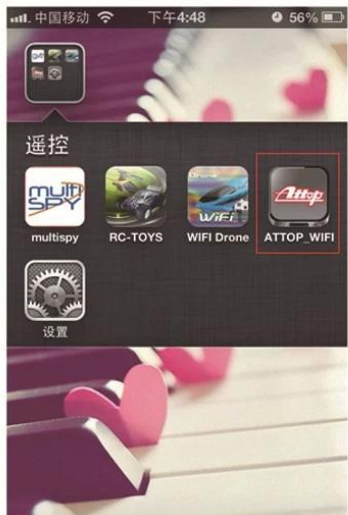 中国移动 下午4:48 56%
遥控
multi
SPY
Drone
WiFi
Attop
multispy RC-TOYS WIFI Drone ATTOP_WIFI
设置